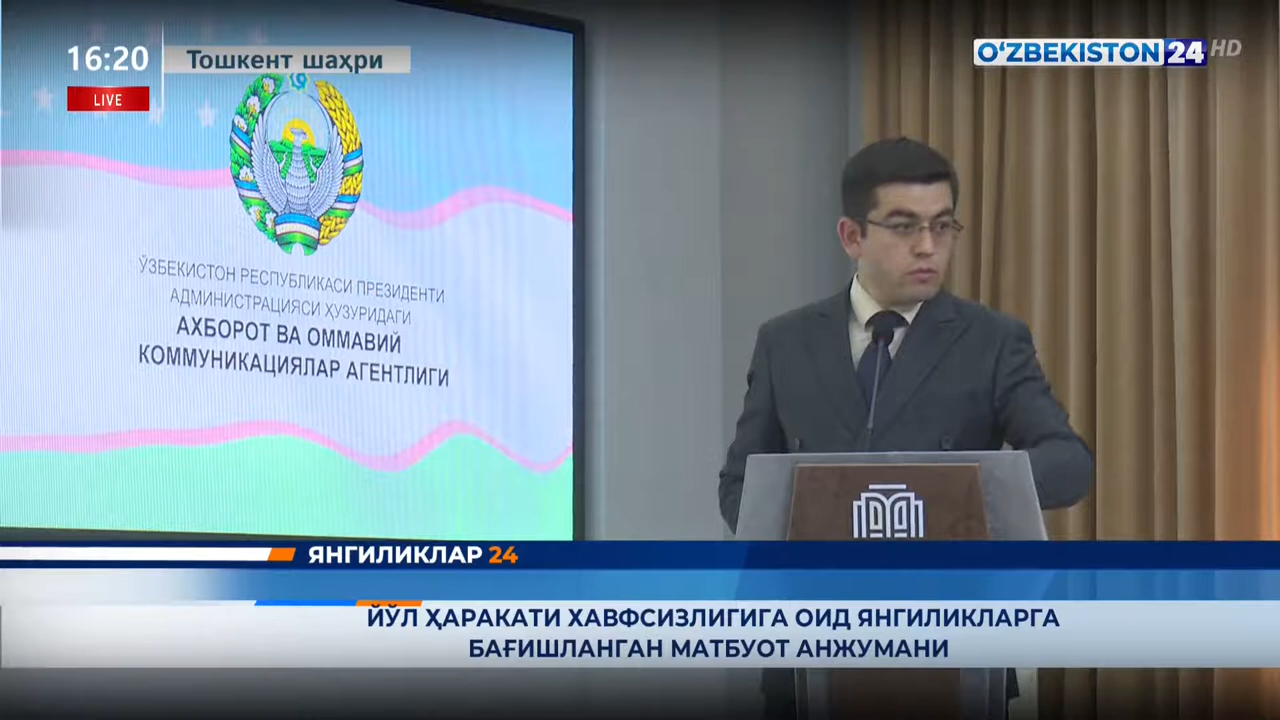 16:20
Тошкент шаҳри
LIVE
O‘ZBEKISTON 24 HD
ЎЗБЕКИСТОН РЕСПУБЛИКАСИ ПРЕЗИДЕНТИ
АДМИНИСТРАЦИЯСИ ҲУЗУРИДАГИ
АХБОРОТ ВА ОММАВИЙ
КОММУНИКАЦИЯЛАР АГЕНТЛИГИ
ЯНГИЛИКЛАР 24
ЙЎЛ ҲАРАКАТИ ХАВФСИЗЛИГИГА ОИД ЯНГИЛИКЛАРГА
БАҒИШЛАНГАН МАТБУОТ АНЖУМАНИ